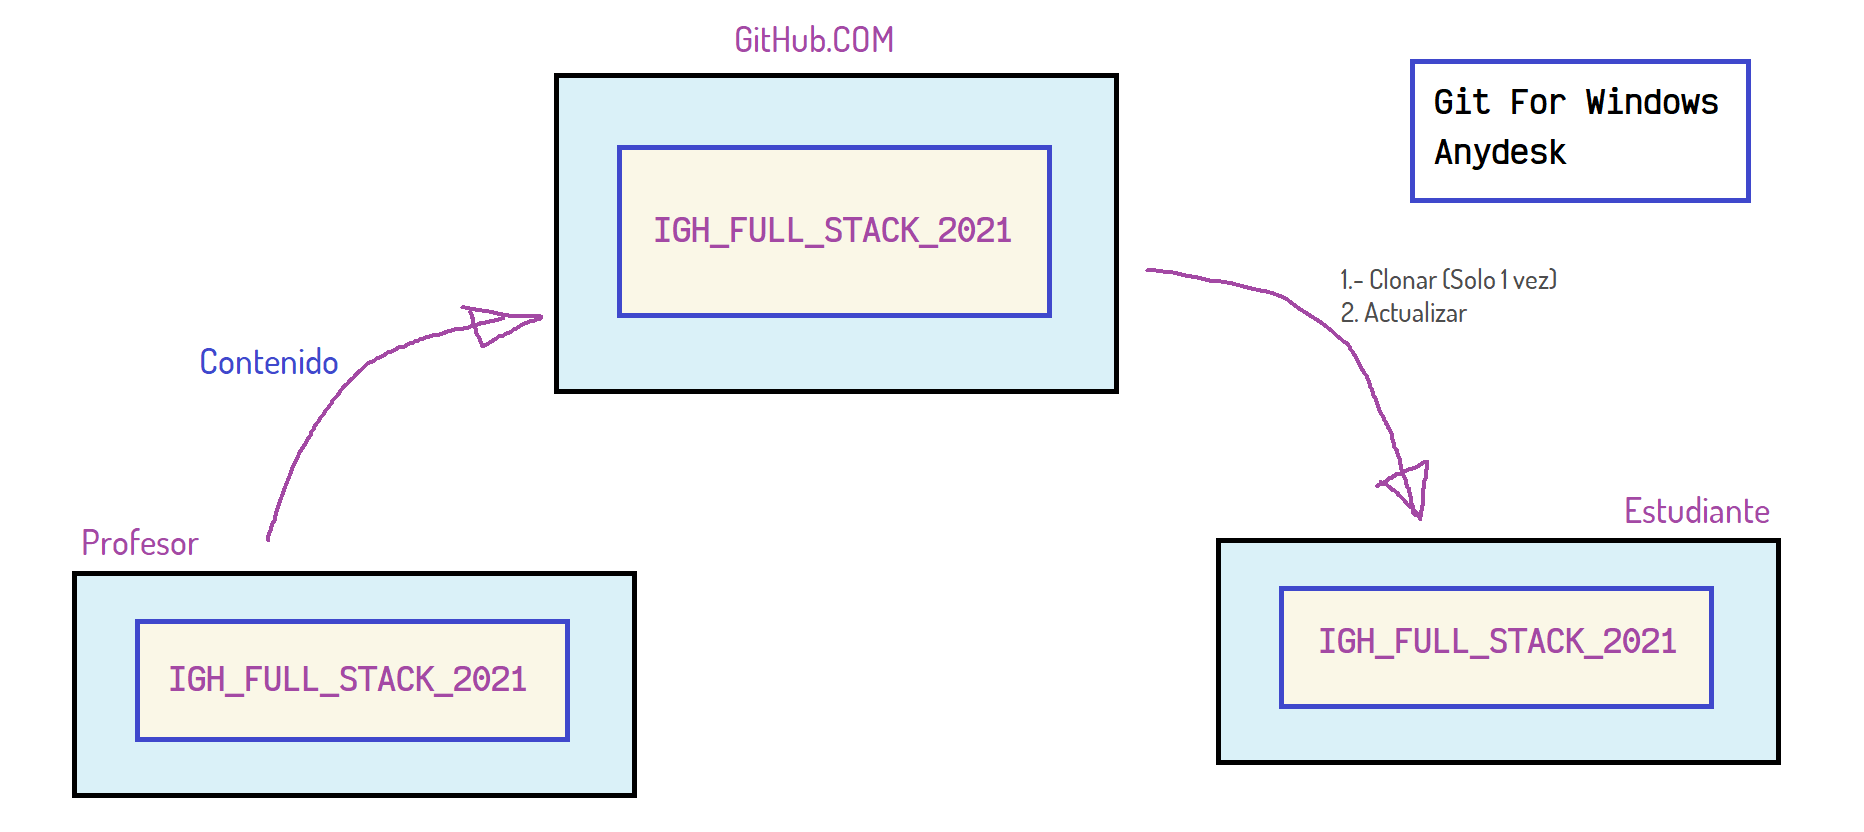 GitHub.COM
IGH_FULL_STACK_2021
Git For Windows
Anydesk
1.- Clonar (Solo 1 vez)
2. Actualizar
Contenido
Profesor
IGH_FULL_STACK_2021
Estudiante
IGH_FULL_STACK_2021